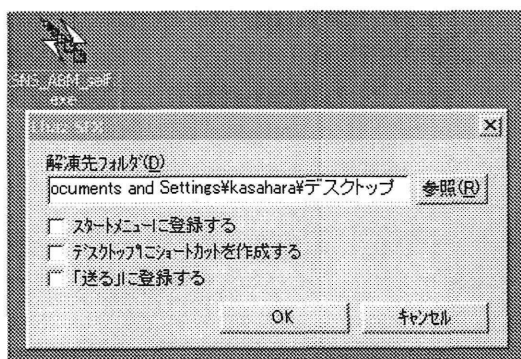 SNS_ABM_self.
exe
Lhaz SFX
解凍先フォルダ(D)
ocuments and Settings¥kasahara¥デスクトップ
参照(R)
スタートメニューに登録する
デスクトップにショートカットを作成する
「送る」に登録する
OK
キャンセル